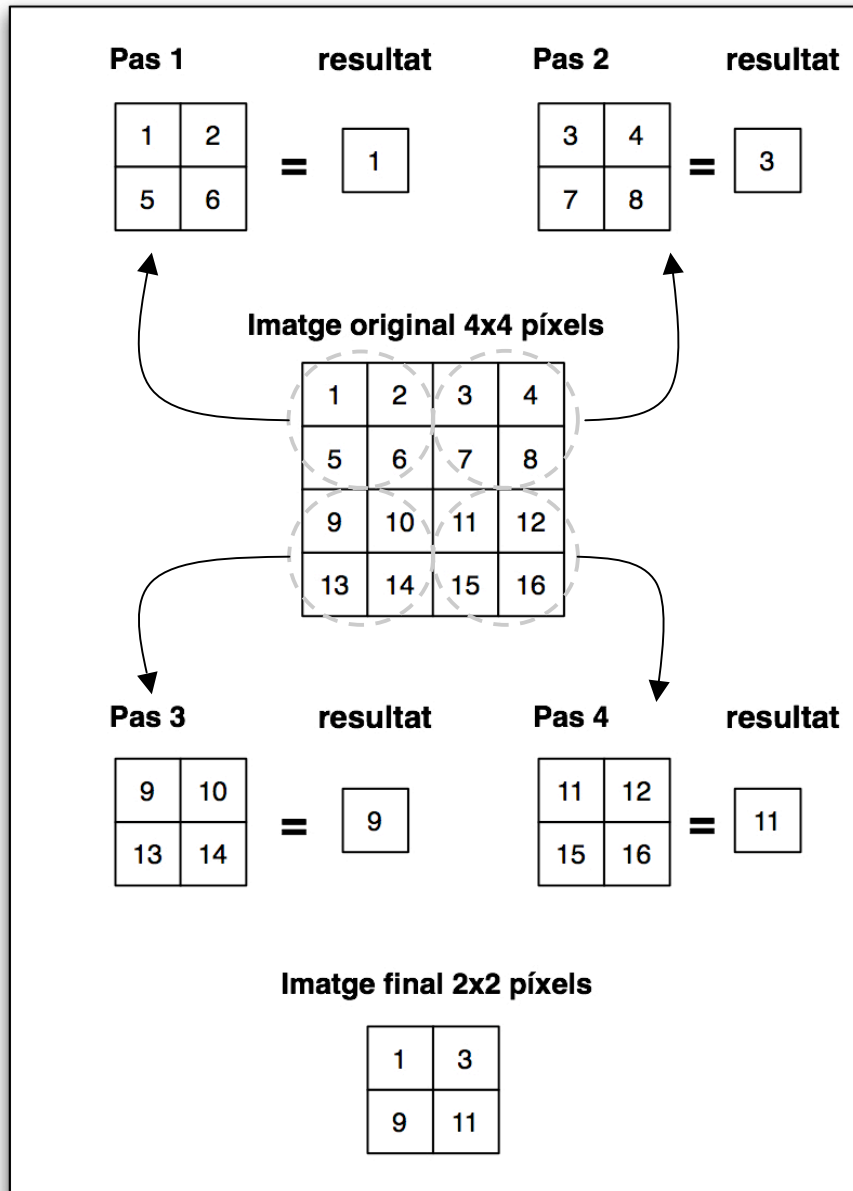 Pas 1 resultat Pas 2 resultat
1 2 3 4
= 1 = 3
5 6 7 8
Imatge original 4x4 píxels
1 2 3 4
5 6 7 8
9 10 11 12
13 14 15 16
Pas 3 resultat Pas 4 resultat
9 10 11 12
= 9 = 11
13 14 15 16
Imatge final 2x2 píxels
1 3
9 11